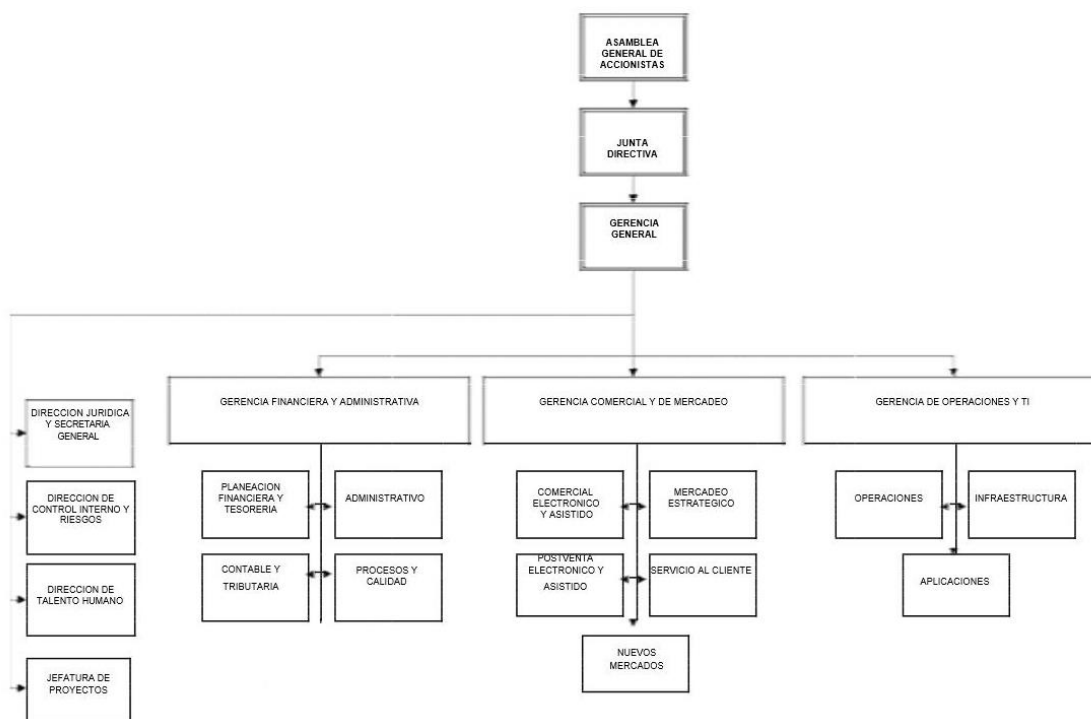 ASAMBLEA
GENERAL DE
ACCIONISTAS
JUNTA
DIRECTIVA
GERENCIA
GENERAL
GERENCIA FINANCIERA Y ADMINISTRATIVA
GERENCIA COMERCIAL Y DE MERCADEO
GERENCIA DE OPERACIONES Y TI
DIRECCION JURIDICA
Y SECRETARIA
GENERAL
DIRECCION DE
CONTROL INTERNO Y
RIESGOS
DIRECCION DE
TALENTO HUMANO
JEFATURA DE
PROYECTOS
PLANEACION
FINANCIERA Y
TESORERIA
ADMINISTRATIVO
CONTABLE Y
TRIBUTARIA
PROCESOS Y
CALIDAD
COMERCIAL
ELECTRONICO
Y ASISTIDO
MERCADEO
ESTRATEGICO
POSTVENTA
ELECTRONICO Y
ASISTIDO
SERVICIO AL CLIENTE
NUEVOS
MERCADOS
OPERACIONES
INFRAESTRUCTURA
APLICACIONES